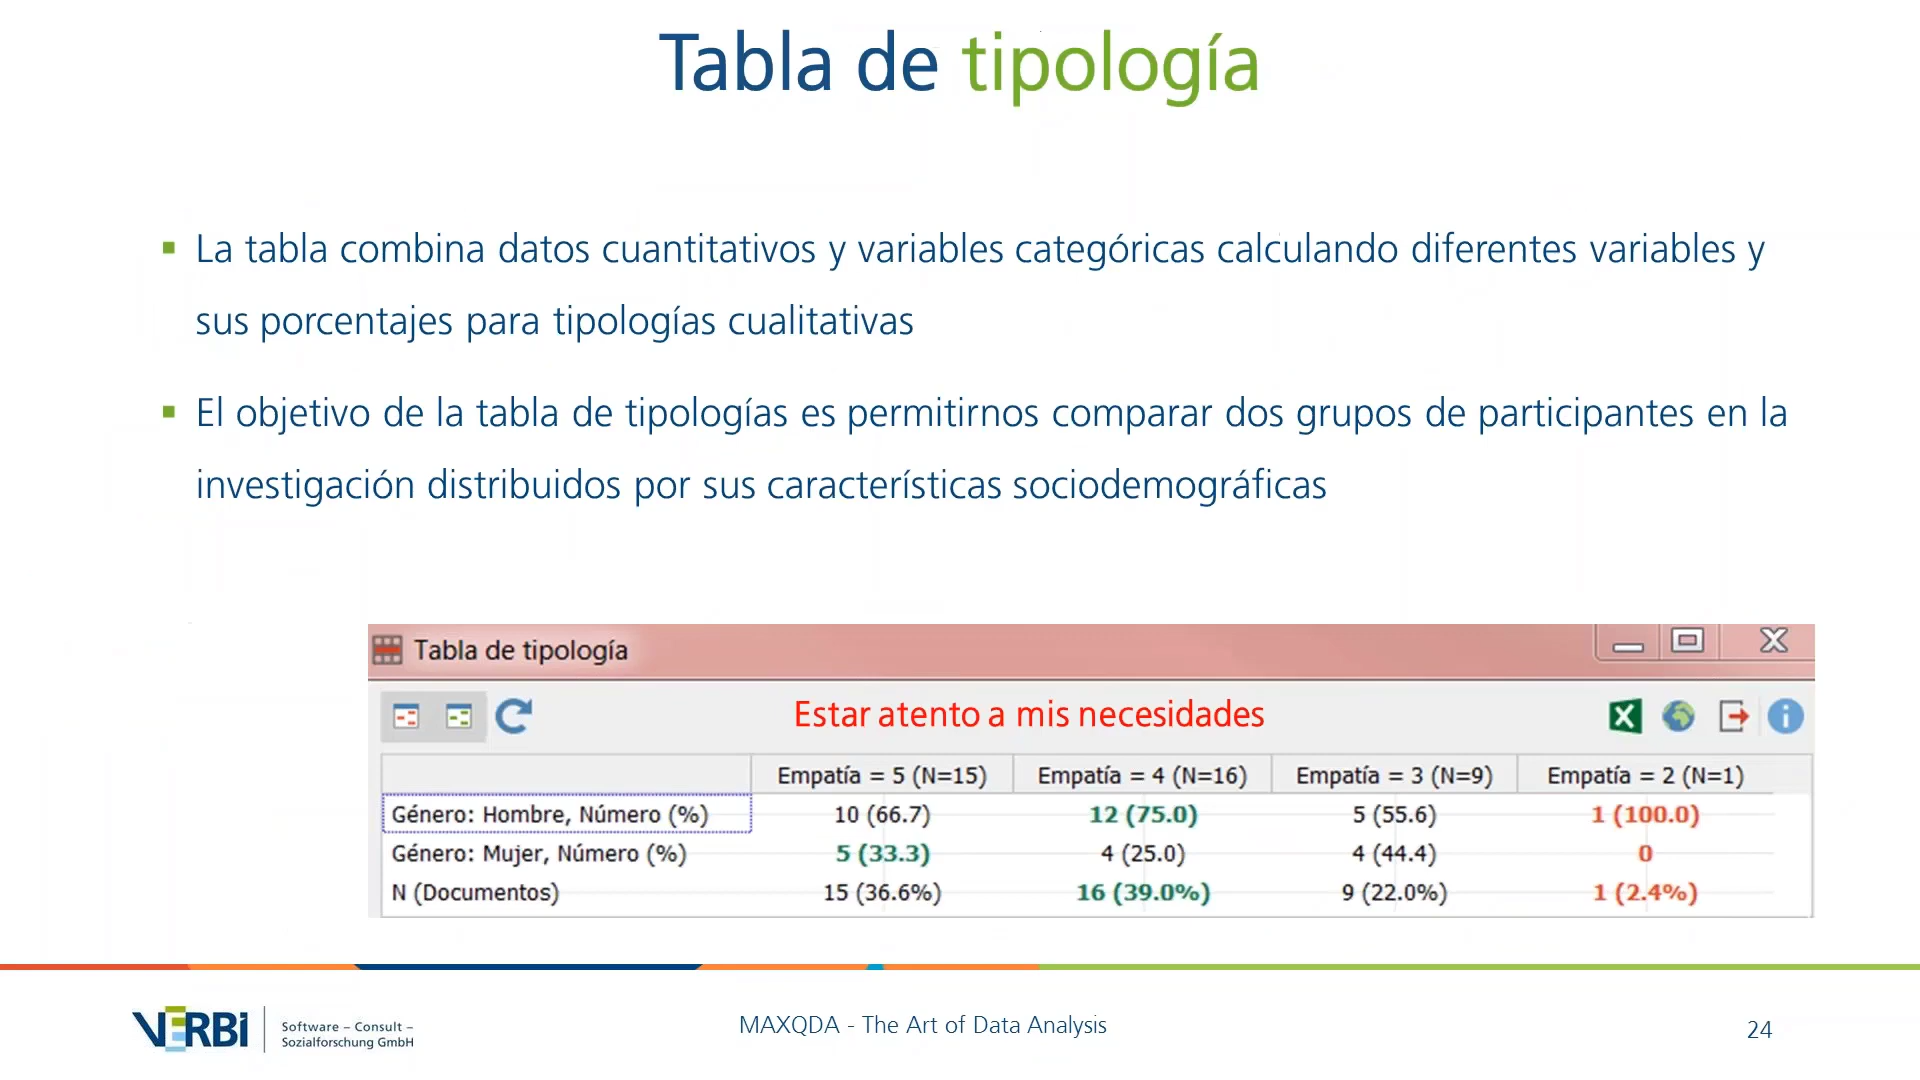 Tabla de tipología
▪ La tabla combina datos cuantitativos y variables categóricas calculando diferentes variables y
sus porcentajes para tipologías cualitativas
▪ El objetivo de la tabla de tipologías es permitirnos comparar dos grupos de participantes en la
investigación distribuidos por sus características sociodemográficas
Tabla de tipología
Estar atento a mis necesidades
Empatía = 5 (N=15) Empatía = 4 (N=16) Empatía = 3 (N=9) Empatía = 2 (N=1)
Género: Hombre, Número (%) 10 (66.7) 12 (75.0) 5 (55.6) 1 (100.0)
Género: Mujer, Número (%) 5 (33.3) 4 (25.0) 4 (44.4) 0
N (Documentos) 15 (36.6%) 16 (39.0%) 9 (22.0%) 1 (2.4%)
VERBI Software – Consult –
Sozialforschung GmbH
MAXQDA - The Art of Data Analysis
24